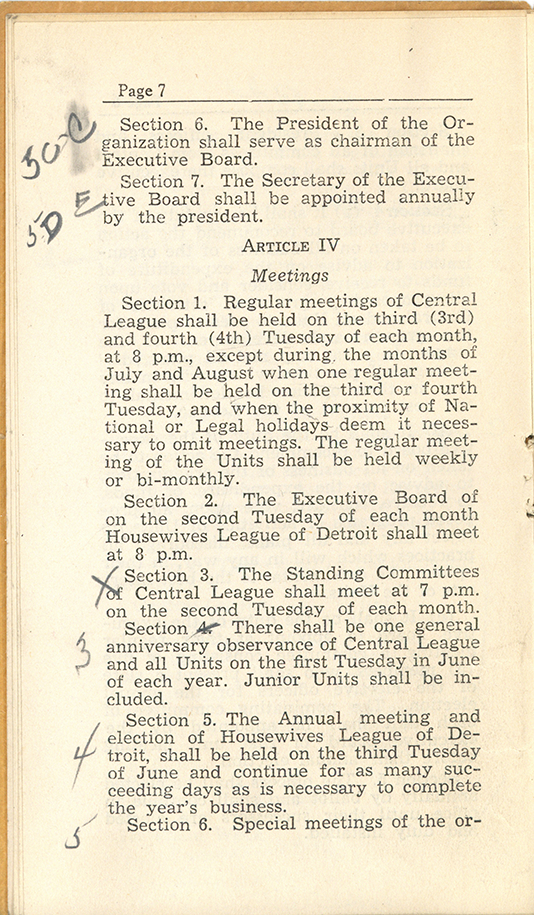 Page 7
50-C
Section 6. The President of the Or-
ganization shall serve as chairman of the
Executive Board.
Section 7. The Secretary of the Execu-
E
tive Board shall be appointed annually
5-D
by the president.
ARTICLE IV
Meetings
Section 1. Regular meetings of Central
League shall be held on the third (3rd)
and fourth (4th) Tuesday of each month,
at 8 p.m., except during the months of
July and August when one regular meet-
ing shall be held on the third or fourth
Tuesday, and when the proximity of Na-
tional or Legal holidays deem it neces-
sary to omit meetings. The regular meet-
ing of the Units shall be held weekly
or bi-monthly.
Section 2. The Executive Board of
on the second Tuesday of each month
Housewives League of Detroit shall meet
at 8 p.m.
X
Section 3. The Standing Committees
of Central League shall meet at 7 p.m.
on the second Tuesday of each month.
Section 4. There shall be one general
3
anniversary observance of Central League
and all Units on the first Tuesday in June
of each year. Junior Units shall be in-
cluded.
Section 5. The Annual meeting and
4
election of Housewives League of De-
troit, shall be held on the third Tuesday
of June and continue for as many suc-
ceeding days as is necessary to complete
the year's business.
5
Section 6. Special meetings of the or-